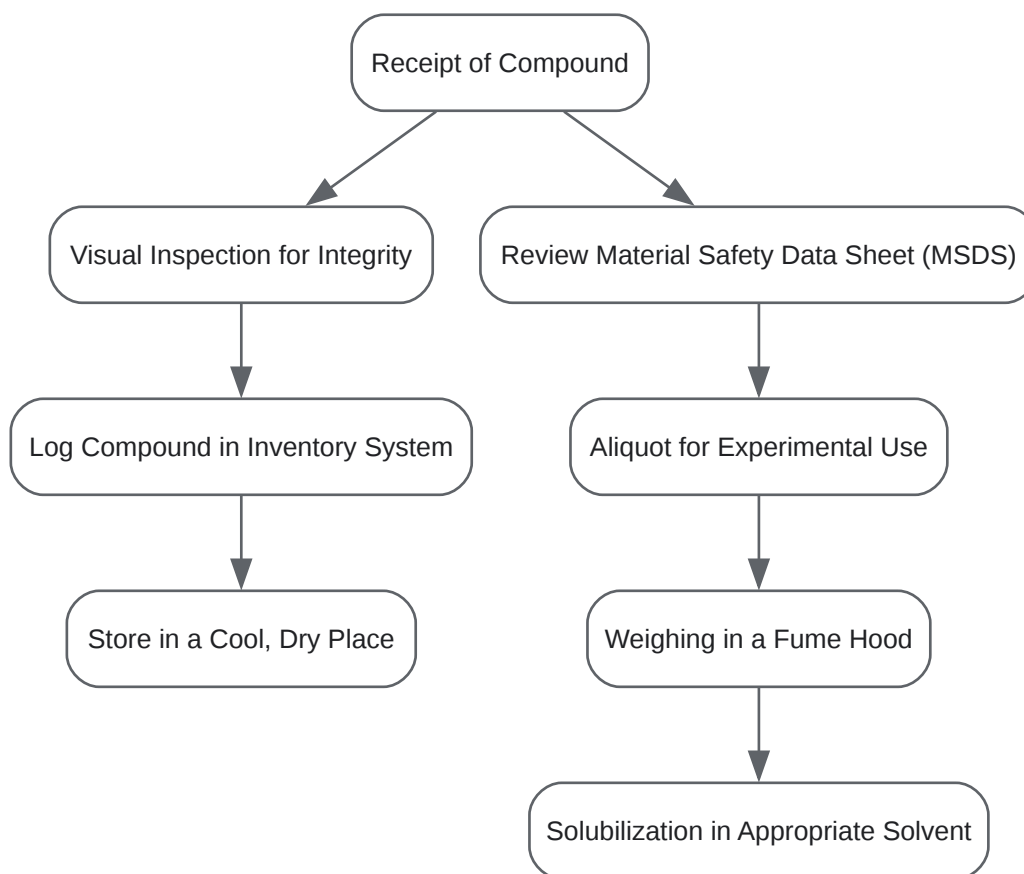 Receipt of Compound
Visual Inspection for Integrity
Review Material Safety Data Sheet (MSDS)
Log Compound in Inventory System
Aliquot for Experimental Use
Store in a Cool, Dry Place
Weighing in a Fume Hood
Solubilization in Appropriate Solvent